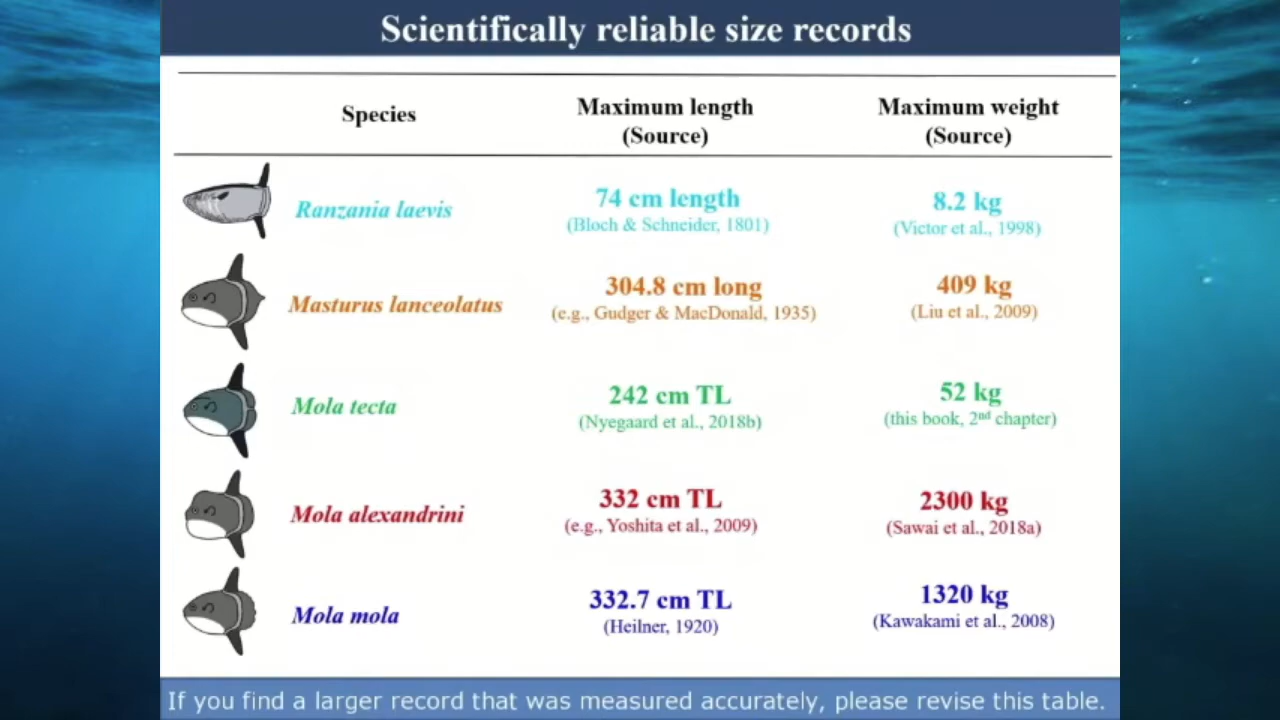 Scientifically reliable size records
Species
Maximum length
(Source)
Maximum weight
(Source)
Ranzania laevis
74 cm length
(Bloch & Schneider, 1801)
8.2 kg
(Victor et al., 1998)
Masturus lanceolatus
304.8 cm long
(e.g., Gudger & MacDonald, 1935)
409 kg
(Liu et al., 2009)
Mola tecta
242 cm TL
(Nyegaard et al., 2018b)
52 kg
(this book, 2nd chapter)
Mola alexandrini
332 cm TL
(e.g., Yoshita et al., 2009)
2300 kg
(Sawai et al., 2018a)
Mola mola
332.7 cm TL
(Heilner, 1920)
1320 kg
(Kawakami et al., 2008)
If you find a larger record that was measured accurately, please revise this table.